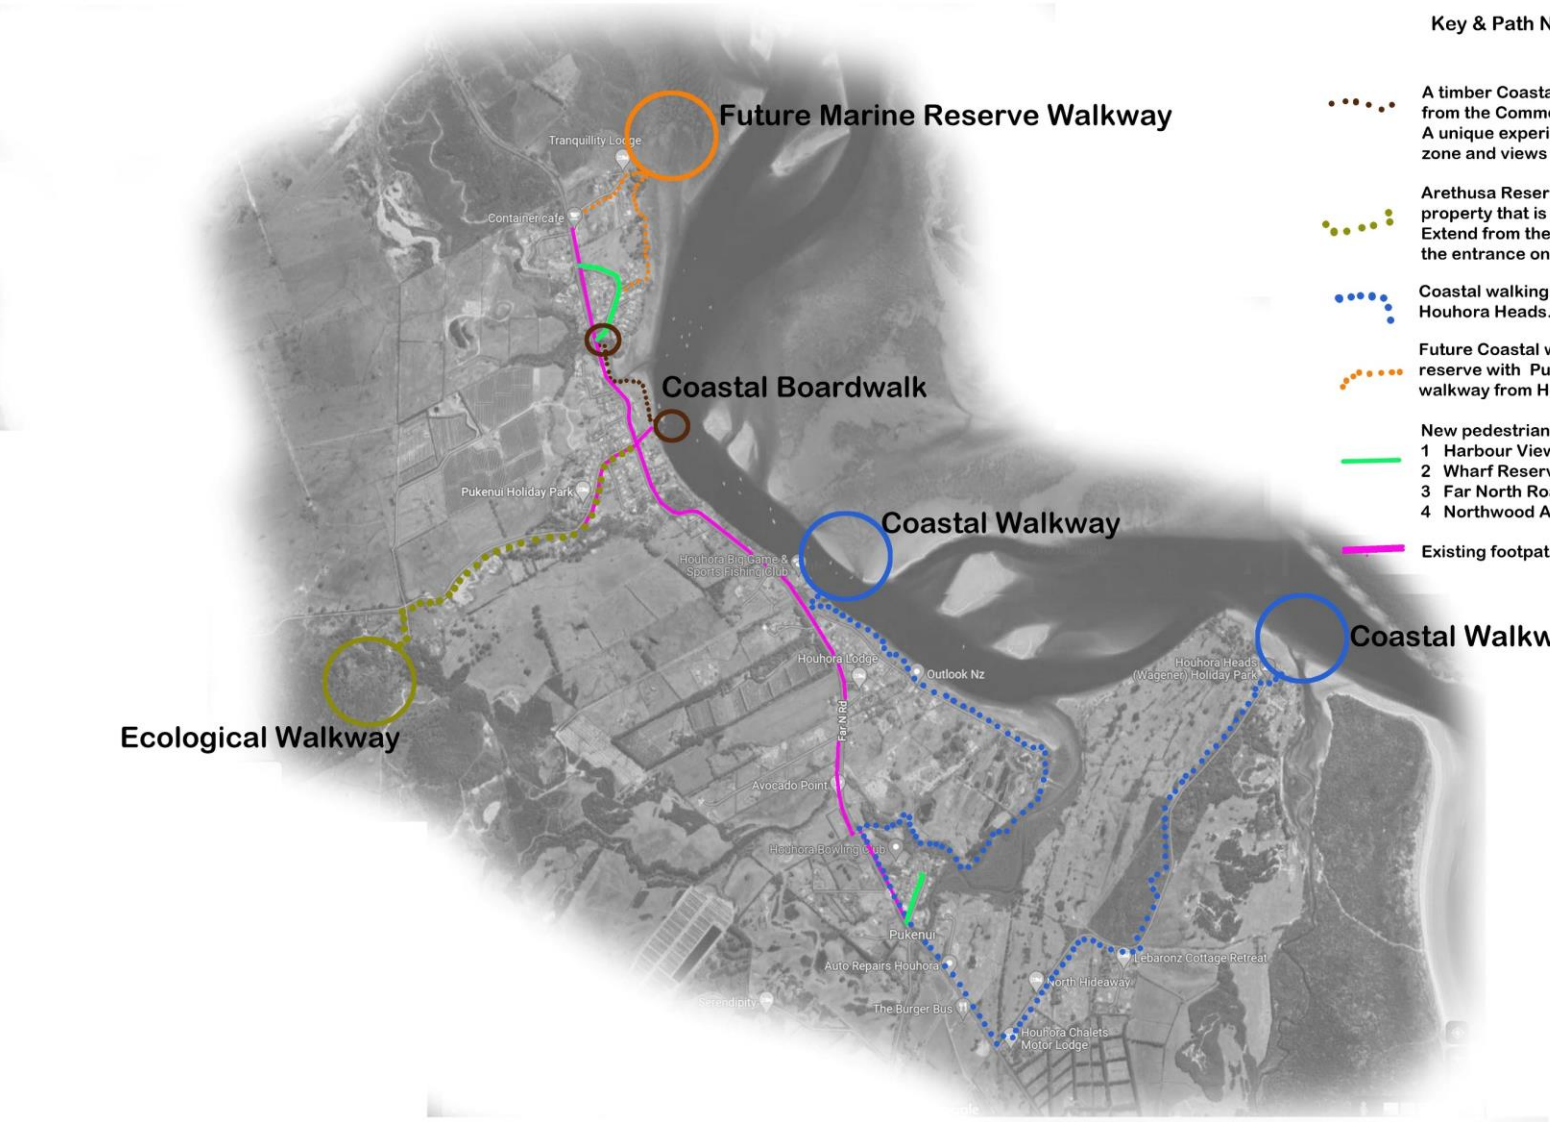 Key & Path N
A timber Coasta
from the Comme
A unique experi
zone and views
Arethusa Reser
property that is
Extend from the
the entrance on
Coastal walking
Houhora Heads.
Future Coastal w
reserve with Pu
walkway from H
New pedestrian
1 Harbour View
2 Wharf Reserv
3 Far North Roa
4 Northwood A
Existing footpat
Future Marine Reserve Walkway
Tranquillity Lodge
Container cafe
Coastal Boardwalk
Pukenui Holiday Park
Coastal Walkway
Houhora Big Game &
Sports Fishing Club
Coastal Walkw
Houhora Heads
(Wagener) Holiday Park
Houhora Lodge
Outlook Nz
Far N Rd
Ecological Walkway
Avocado Point
Houhora Bowling Club
Pukenui
Auto Repairs Houhora
Lebaronz Cottage Retreat
North Hideaway
Serendipity
The Burger Bus
Houhora Chalets
Motor Lodge